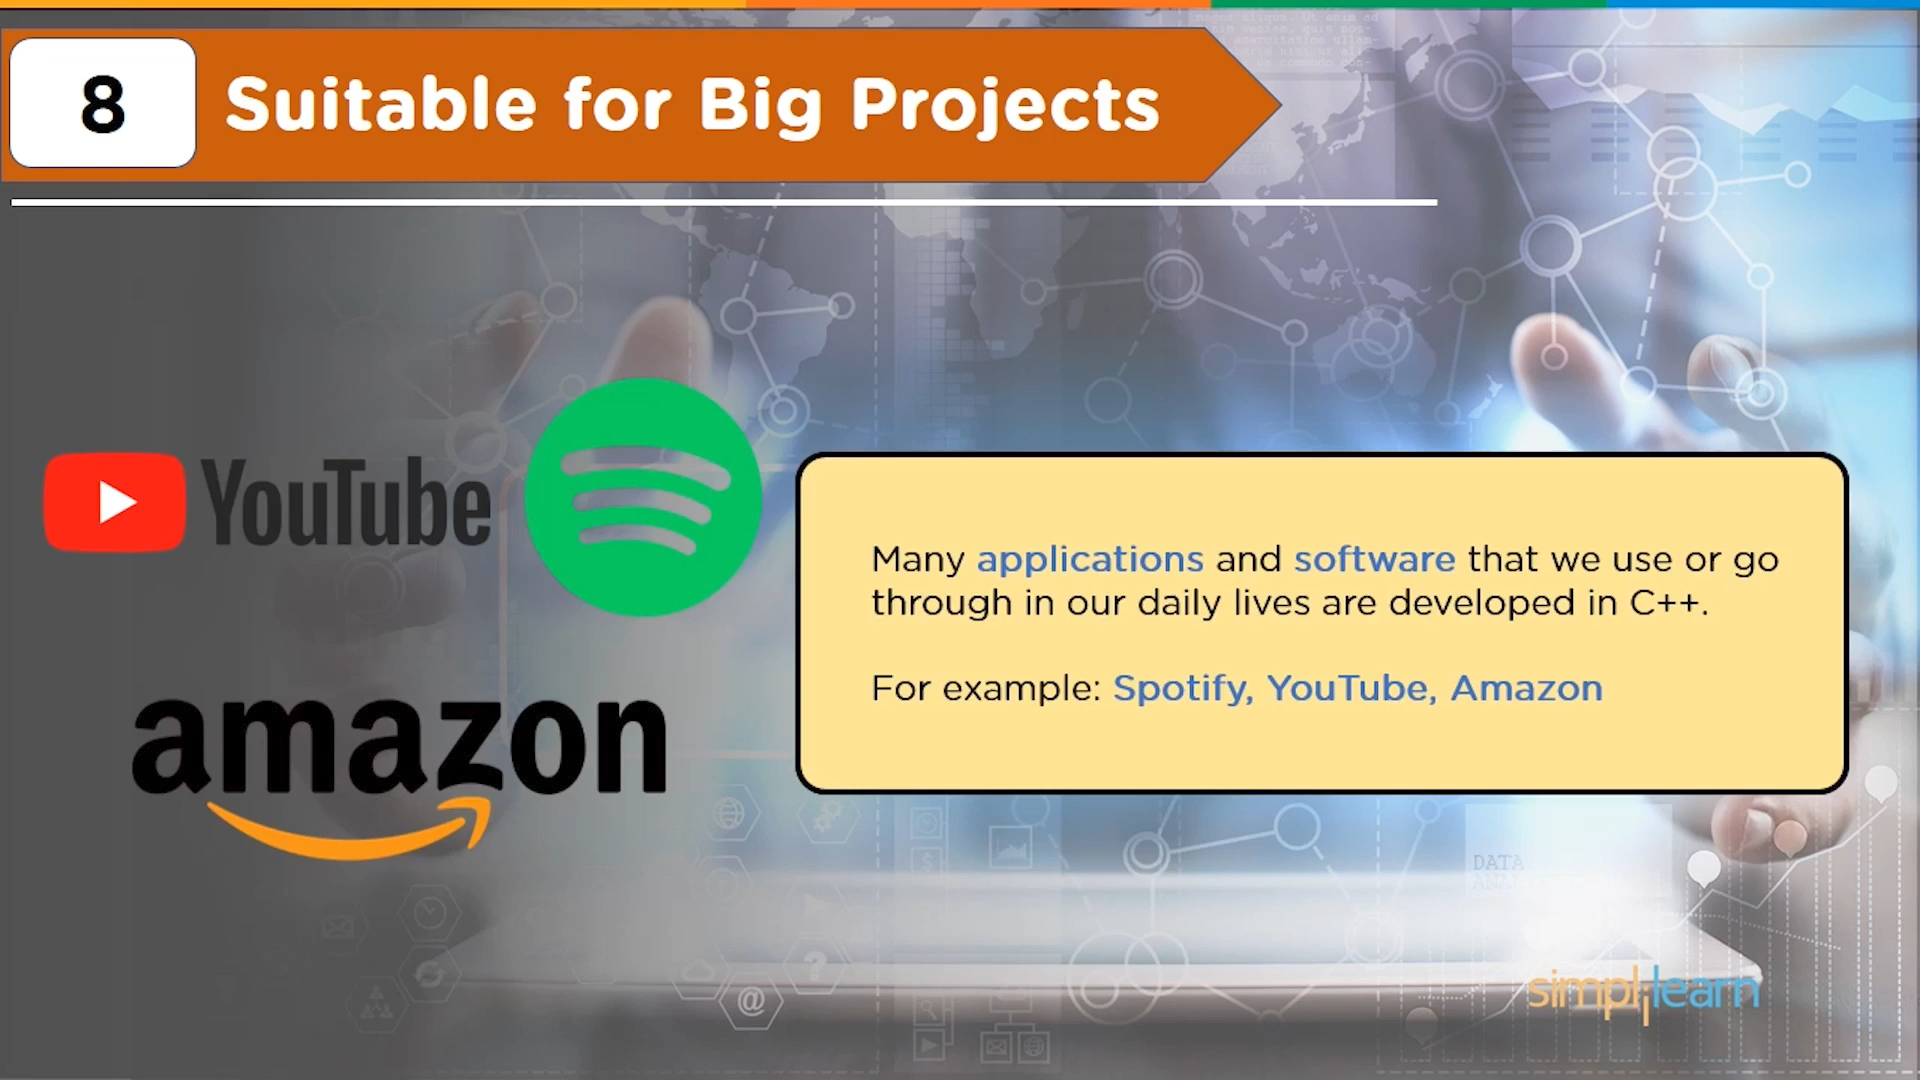 8
Suitable for Big Projects
YouTube
amazon
Many applications and software that we use or go
through in our daily lives are developed in C++.
For example: Spotify, YouTube, Amazon
DATA
simplilearn